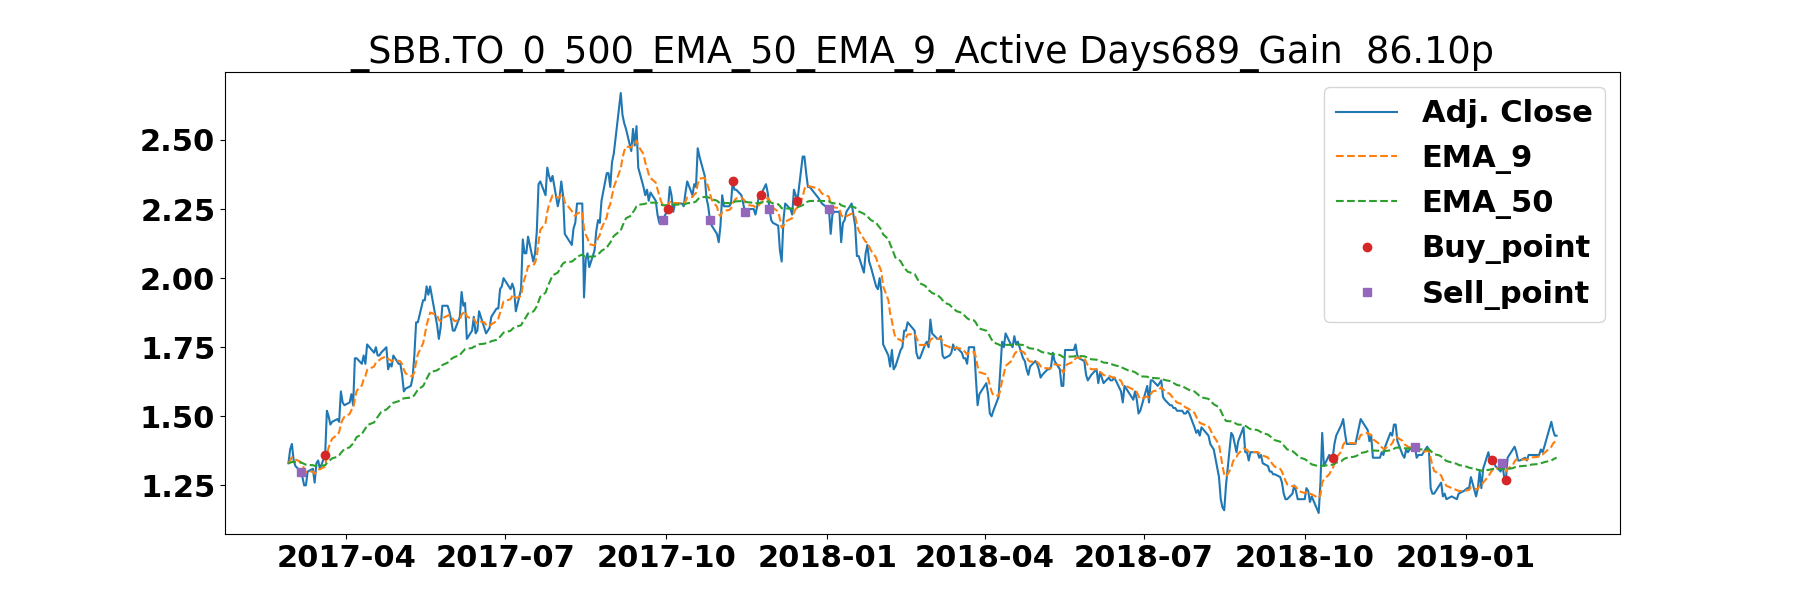 _SBB.TO_0_500_EMA_50_EMA_9_Active Days689_Gain  86.10p
2.50
2.25
2.00
1.75
1.50
1.25
Adj. Close
EMA_9
EMA_50
Buy_point
Sell_point
2017-04 2017-07 2017-10 2018-01 2018-04 2018-07 2018-10 2019-01